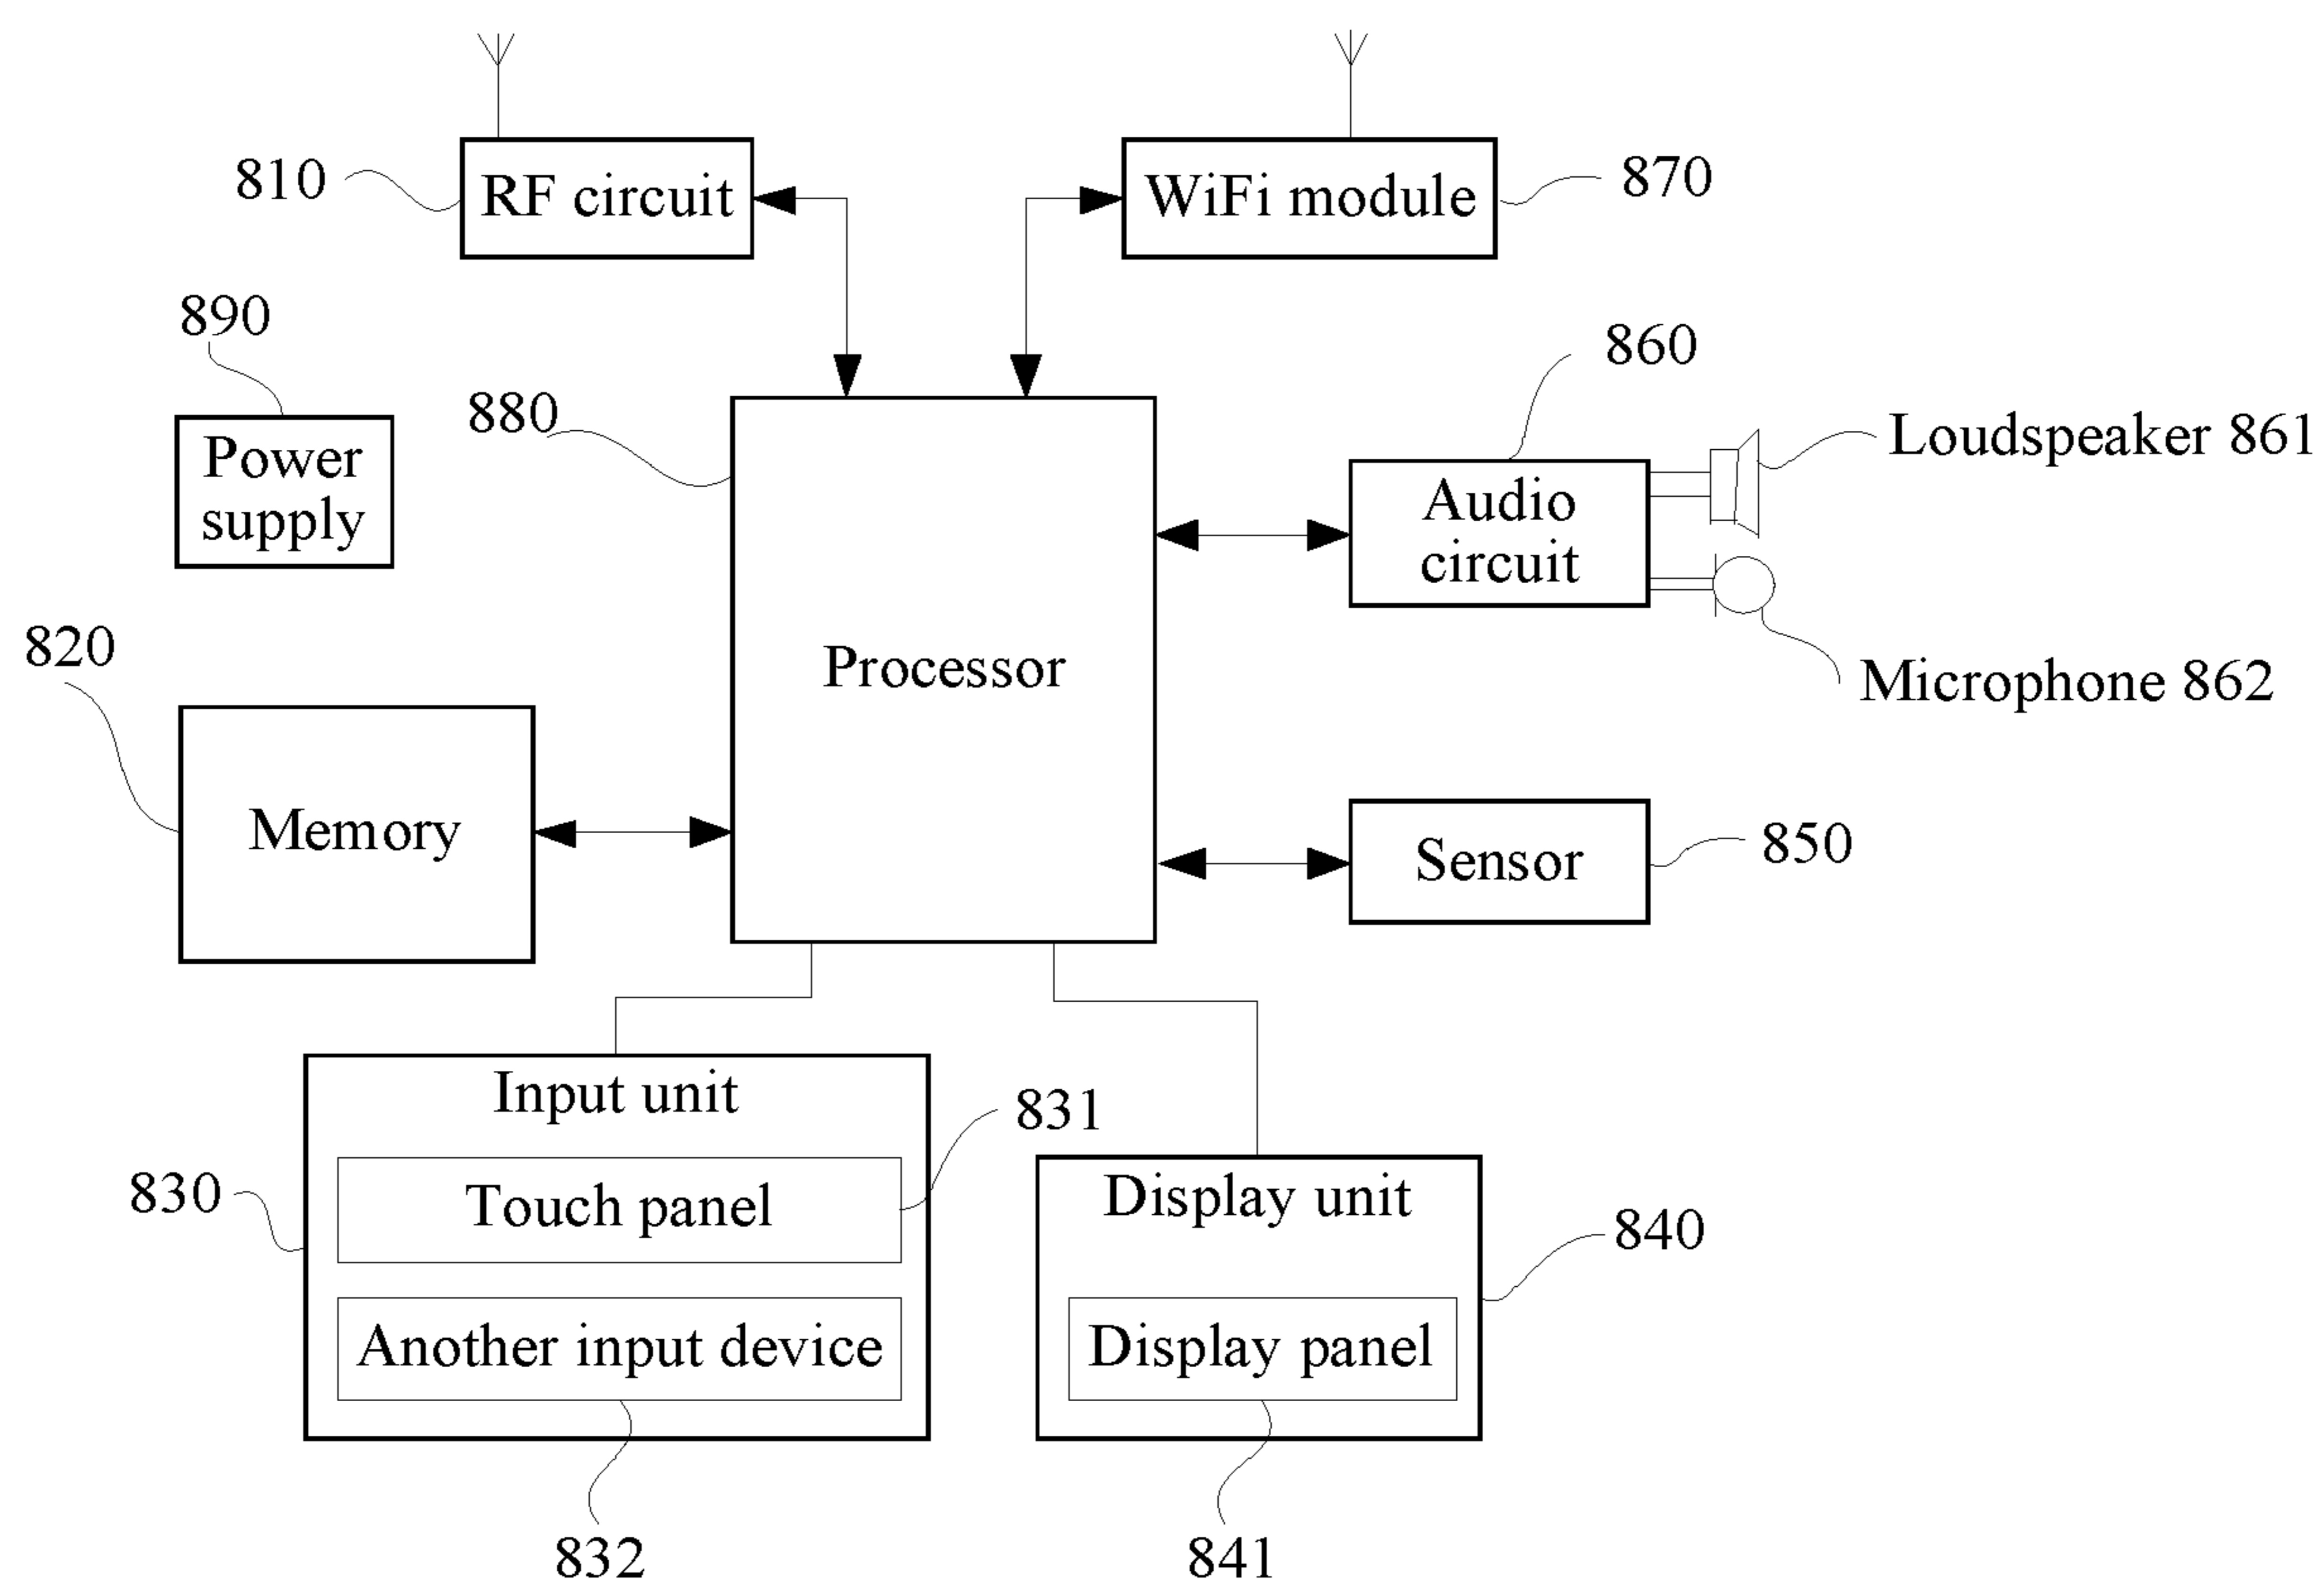 810
RF circuit
WiFi module
870
890
Power
supply
880
860
Audio
circuit
Loudspeaker 861
Microphone 862
820
Memory
Processor
Sensor
850
Input unit
831
830
Touch panel
Another input device
832
Display unit
840
Display panel
841